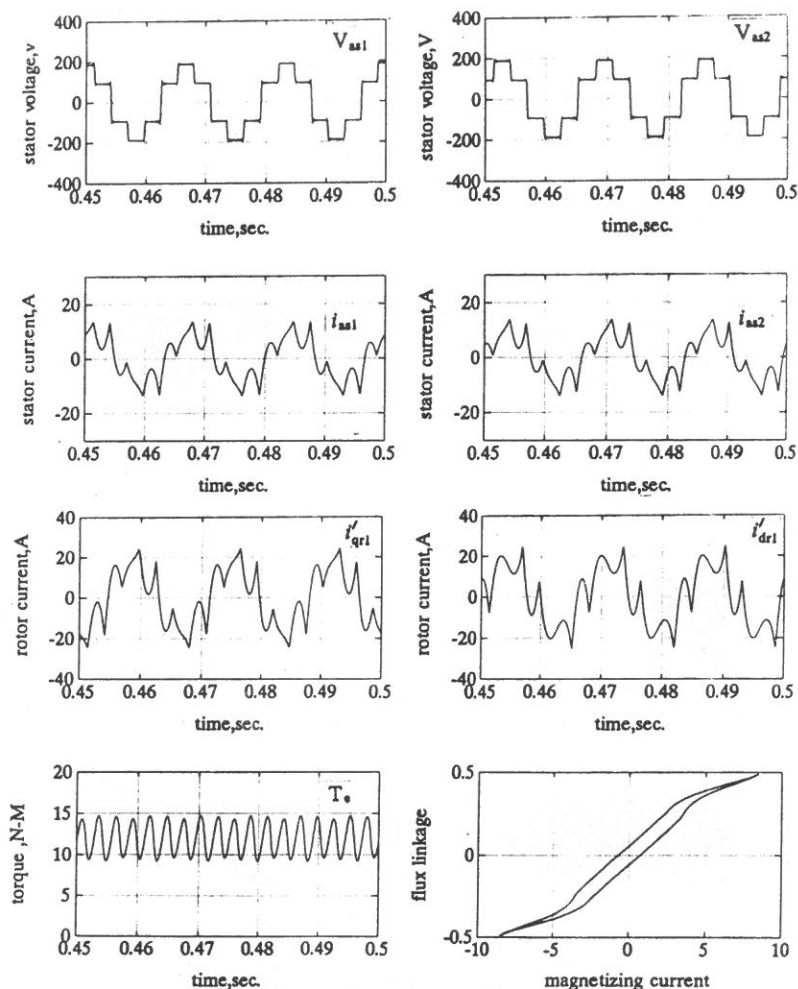 400
200
0
-200
-400
stator voltage,v
V as1
0.45 0.46 0.47 0.48 0.49 0.5
time,sec.
400
200
0
-200
-400
stator voltage,V
V as2
0.45 0.46 0.47 0.48 0.49 0.5
time,sec.
20
0
-20
stator current,A
i as1
0.45 0.46 0.47 0.48 0.49 0.5
time,sec.
20
0
-20
stator current,A
i as2
0.45 0.46 0.47 0.48 0.49 0.5
time,sec.
40
20
0
-20
-40
rotor current,A
i′ qr1
0.45 0.46 0.47 0.48 0.49 0.5
time,sec.
40
20
0
-20
-40
rotor current,A
i′ dr1
0.45 0.46 0.47 0.48 0.49 0.5
time,sec.
20
15
10
5
0
torque ,N-M
T e
0.45 0.46 0.47 0.48 0.49 0.5
time,sec.
0.5
0
-0.5
flux linkage
-10 -5 0 5 10
magnetizing current